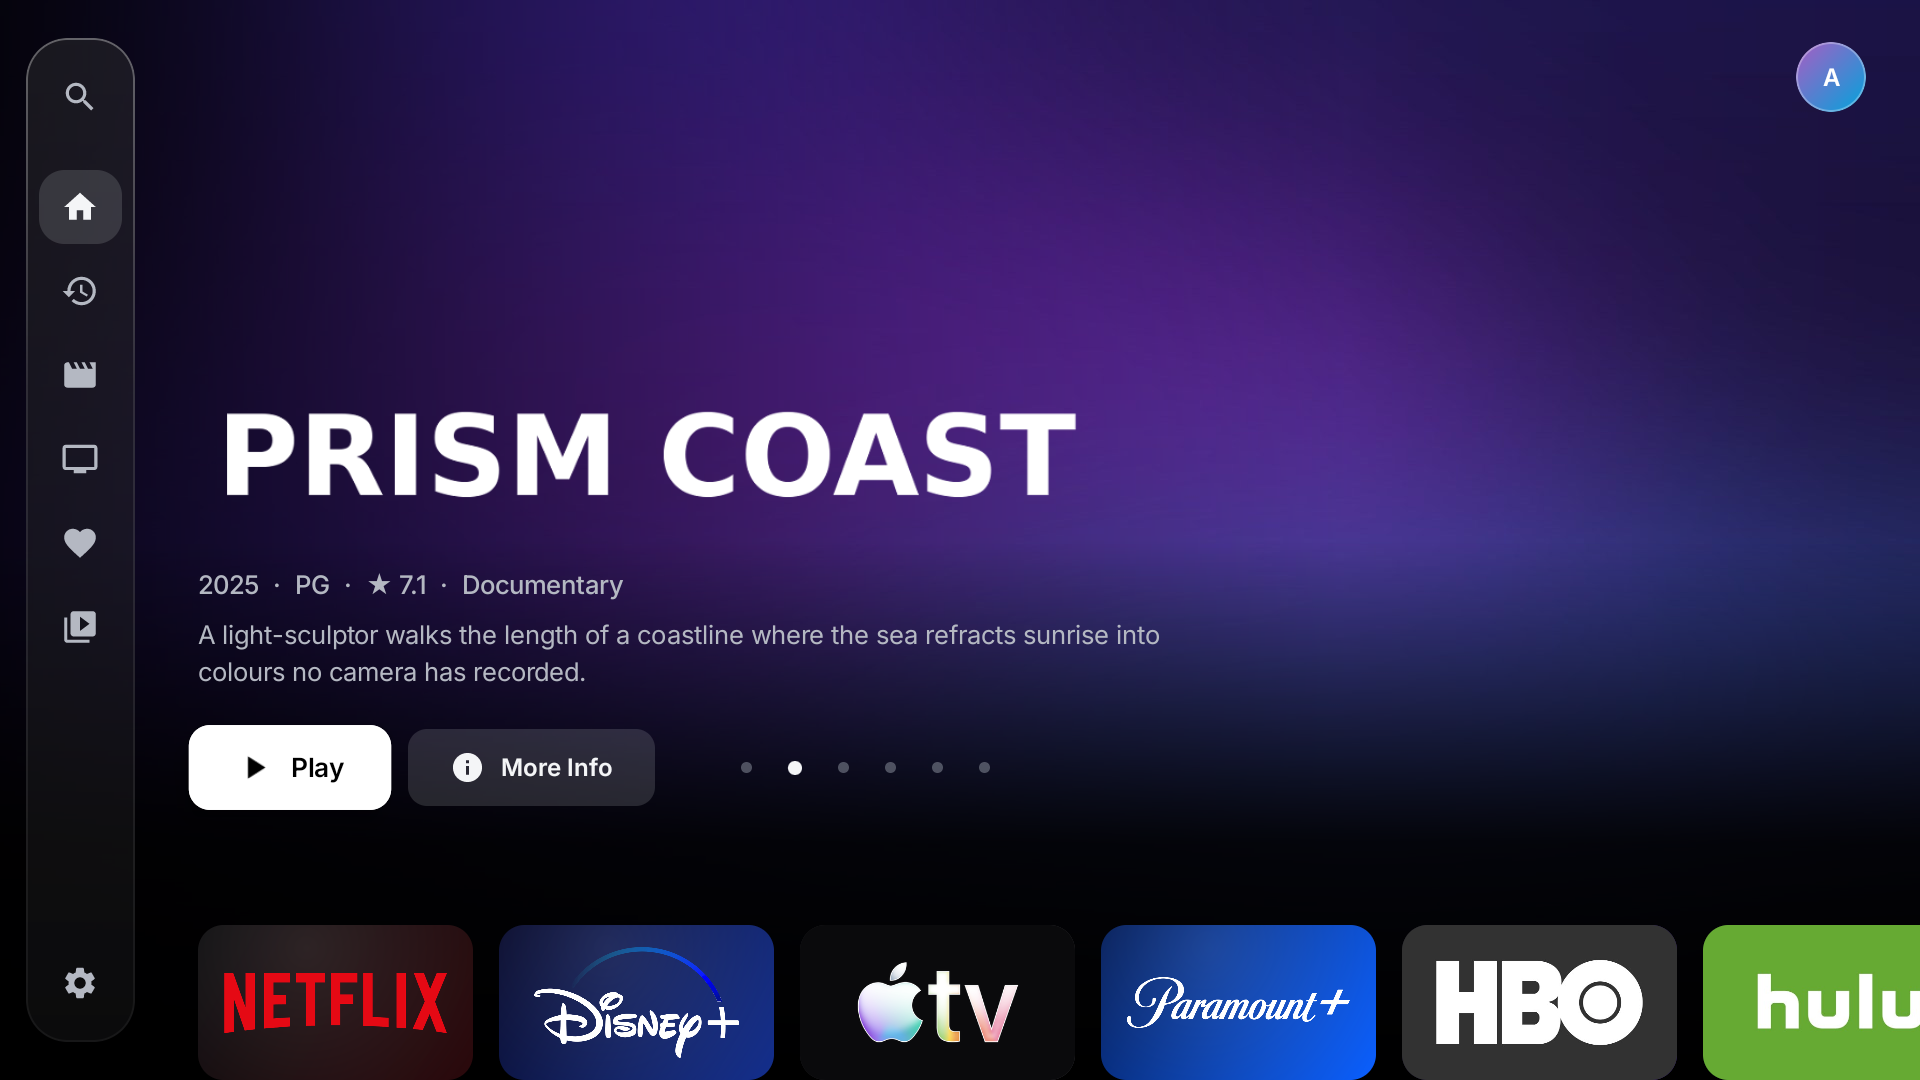 A
PRISM COAST
2025 · PG · ★ 7.1 · Documentary
A light-sculptor walks the length of a coastline where the sea refracts sunrise into
colours no camera has recorded.
Play
More Info
NETFLIX
Disney+
tv
Paramount+
HBO
hulu